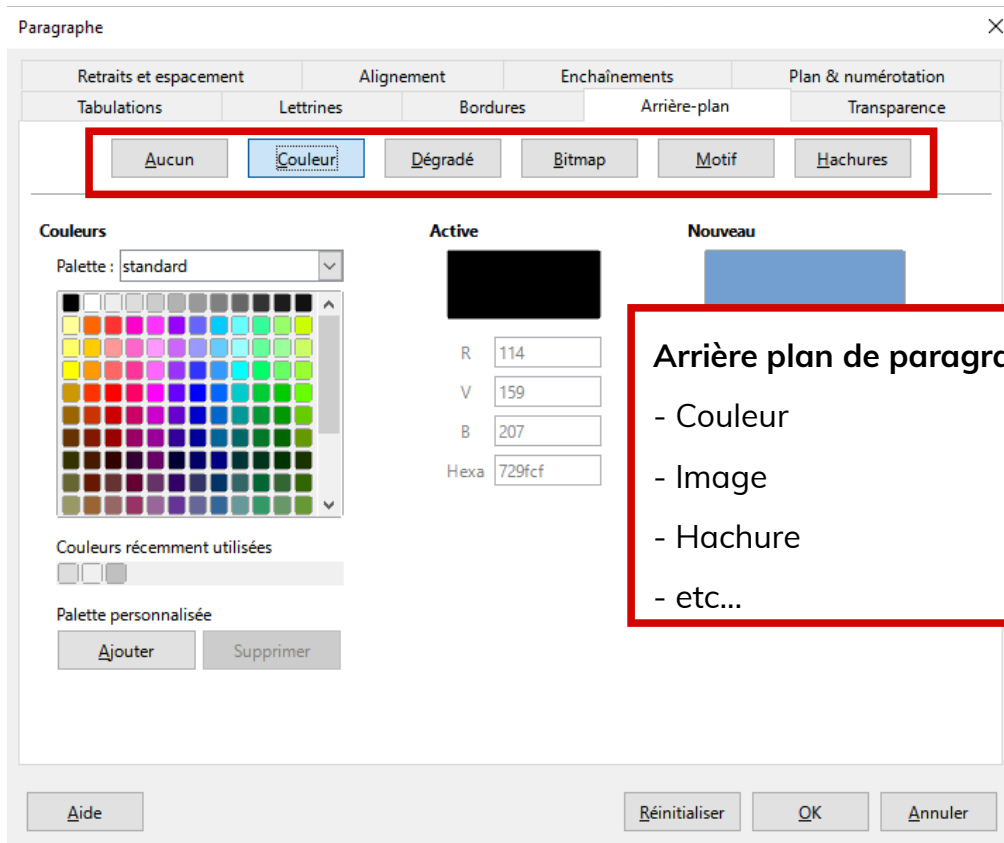 Paragraphe
Retraits et espacement Alignement Enchaînements Plan & numérotation
Tabulations Lettrines Bordures Arrière-plan Transparence
Aucun Couleur Dégradé Bitmap Motif Hachures
Couleurs Active Nouveau
Palette : standard
R 114
V 159
B 207
Hexa 729fcf
Arrière plan de
- Couleur
- Image
- Hachure
- etc...
Couleurs récemment utilisées
Palette personnalisée
Ajouter Supprimer
Aide Réinitialiser OK Annuler